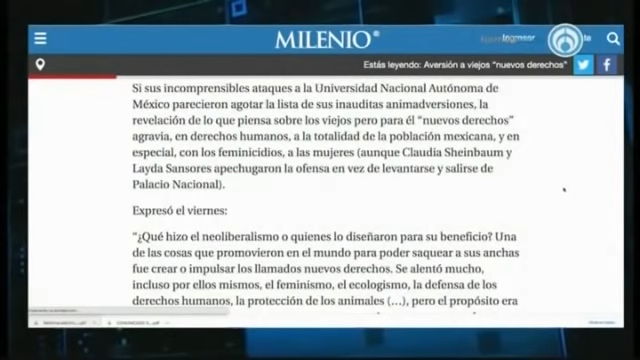 MILENIO®
Estás leyendo: Aversión a viejos "nuevos derechos"
Si sus incomprensibles ataques a la Universidad Nacional Autónoma de
México parecieron agotar la lista de sus inauditas animadversiones, la
revelación de lo que piensa sobre los viejos pero para él “nuevos derechos”
agravia, en derechos humanos, a la totalidad de la población mexicana, y en
especial, con los feminicidios, a las mujeres (aunque Claudia Sheinbaum y
Layda Sansores apechugaron la ofensa en vez de levantarse y salirse de
Palacio Nacional).
Expresó el viernes:
“¿Qué hizo el neoliberalismo o quienes lo diseñaron para su beneficio? Una
de las cosas que promovieron en el mundo para poder saquear a sus anchas
fue crear o impulsar los llamados nuevos derechos. Se alentó mucho,
incluso por ellos mismos, el feminismo, el ecologismo, la defensa de los
derechos humanos, la protección de los animales (...), pero el propósito era